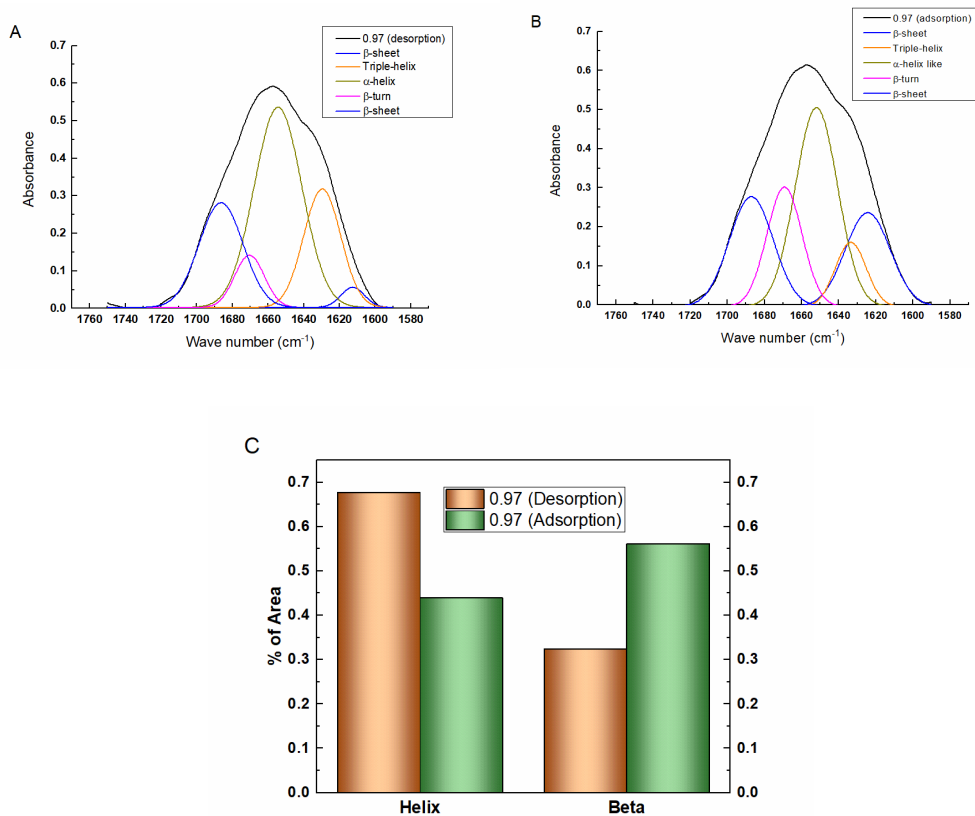 A
0.97 (desorption)
β-sheet
Triple-helix
α-helix
β-turn
β-sheet
0.7
0.6
0.5
0.4
0.3
0.2
0.1
0.0
Absorbance
1760 1740 1720 1700 1680 1660 1640 1620 1600 1580
Wave number (cm⁻¹)
B
0.97 (adsorption)
β-sheet
Triple-helix
α-helix like
β-turn
β-sheet
0.7
0.6
0.5
0.4
0.3
0.2
0.1
0.0
Absorbance
1760 1740 1720 1700 1680 1660 1640 1620 1600 1580
Wave number (cm⁻¹)
C
0.97 (Desorption)
0.97 (Adsorption)
0.7
0.6
0.5
0.4
0.3
0.2
0.1
0.0
% of Area
0.7
0.6
0.5
0.4
0.3
0.2
0.1
0.0
Helix Beta